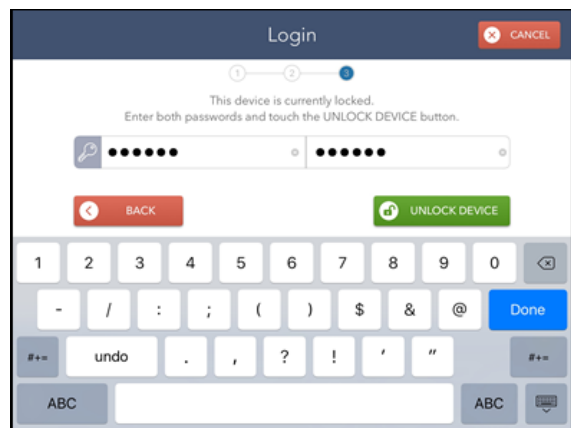 Login
CANCEL
1 2 3
This device is currently locked.
Enter both passwords and touch the UNLOCK DEVICE button.
●●●●●● ●●●●●●
BACK UNLOCK DEVICE
1 2 3 4 5 6 7 8 9 0
- / : ; ( ) $ & @ Done
#+= undo . , ? ! ' " #+=
ABC ABC